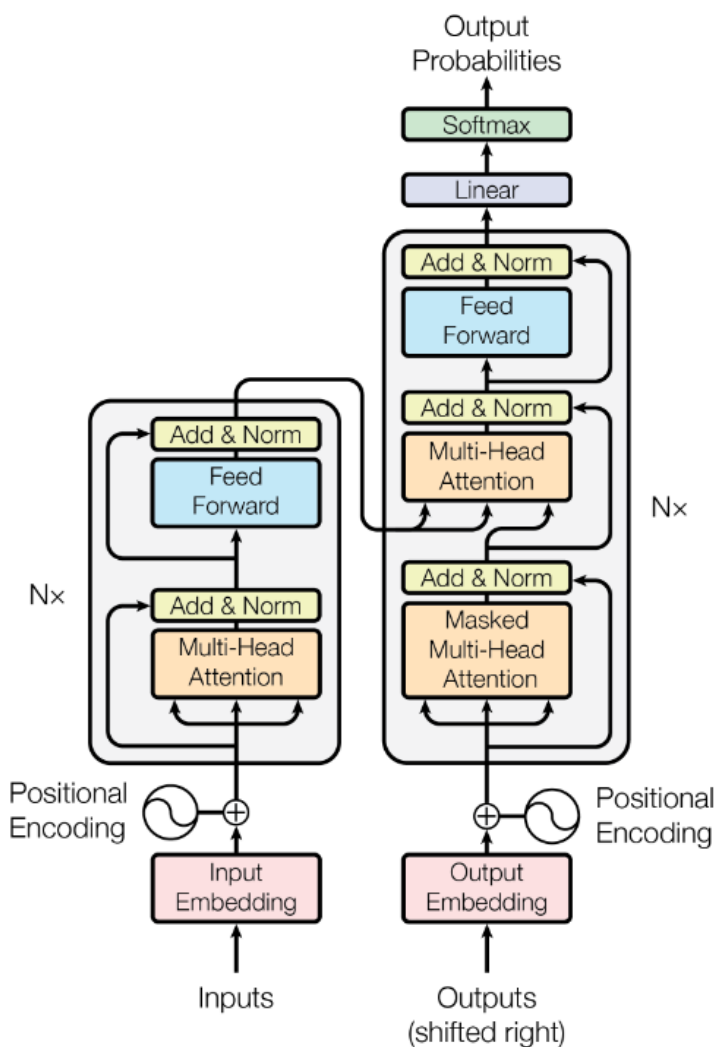 Output
Probabilities
Softmax
Linear
Add & Norm
Feed
Forward
Add & Norm
Multi-Head
Attention
Add & Norm
Masked
Multi-Head
Attention
N×
Add & Norm
Feed
Forward
Add & Norm
Multi-Head
Attention
N×
Positional
Encoding
Positional
Encoding
Input
Embedding
Output
Embedding
Inputs
Outputs
(shifted right)